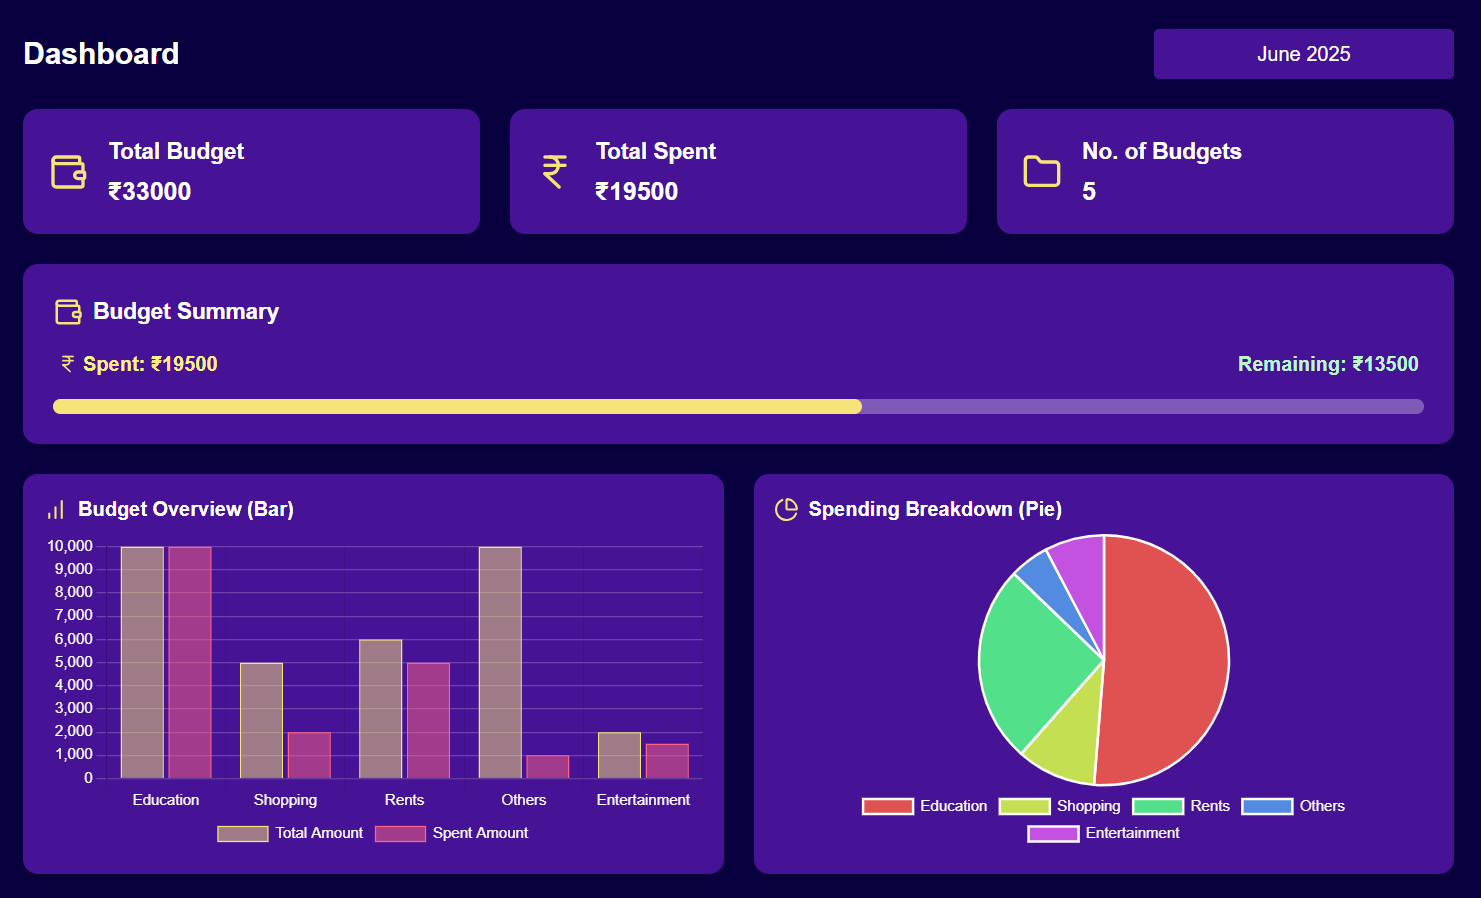 Dashboard
June 2025
Total Budget
₹33000
Total Spent
₹19500
No. of Budgets
5
Budget Summary
₹ Spent: ₹19500
Remaining: ₹13500
Budget Overview (Bar)
10,000
9,000
8,000
7,000
6,000
5,000
4,000
3,000
2,000
1,000
0
Education Shopping Rents Others Entertainment
Total Amount Spent Amount
Spending Breakdown (Pie)
Education Shopping Rents Others
Entertainment